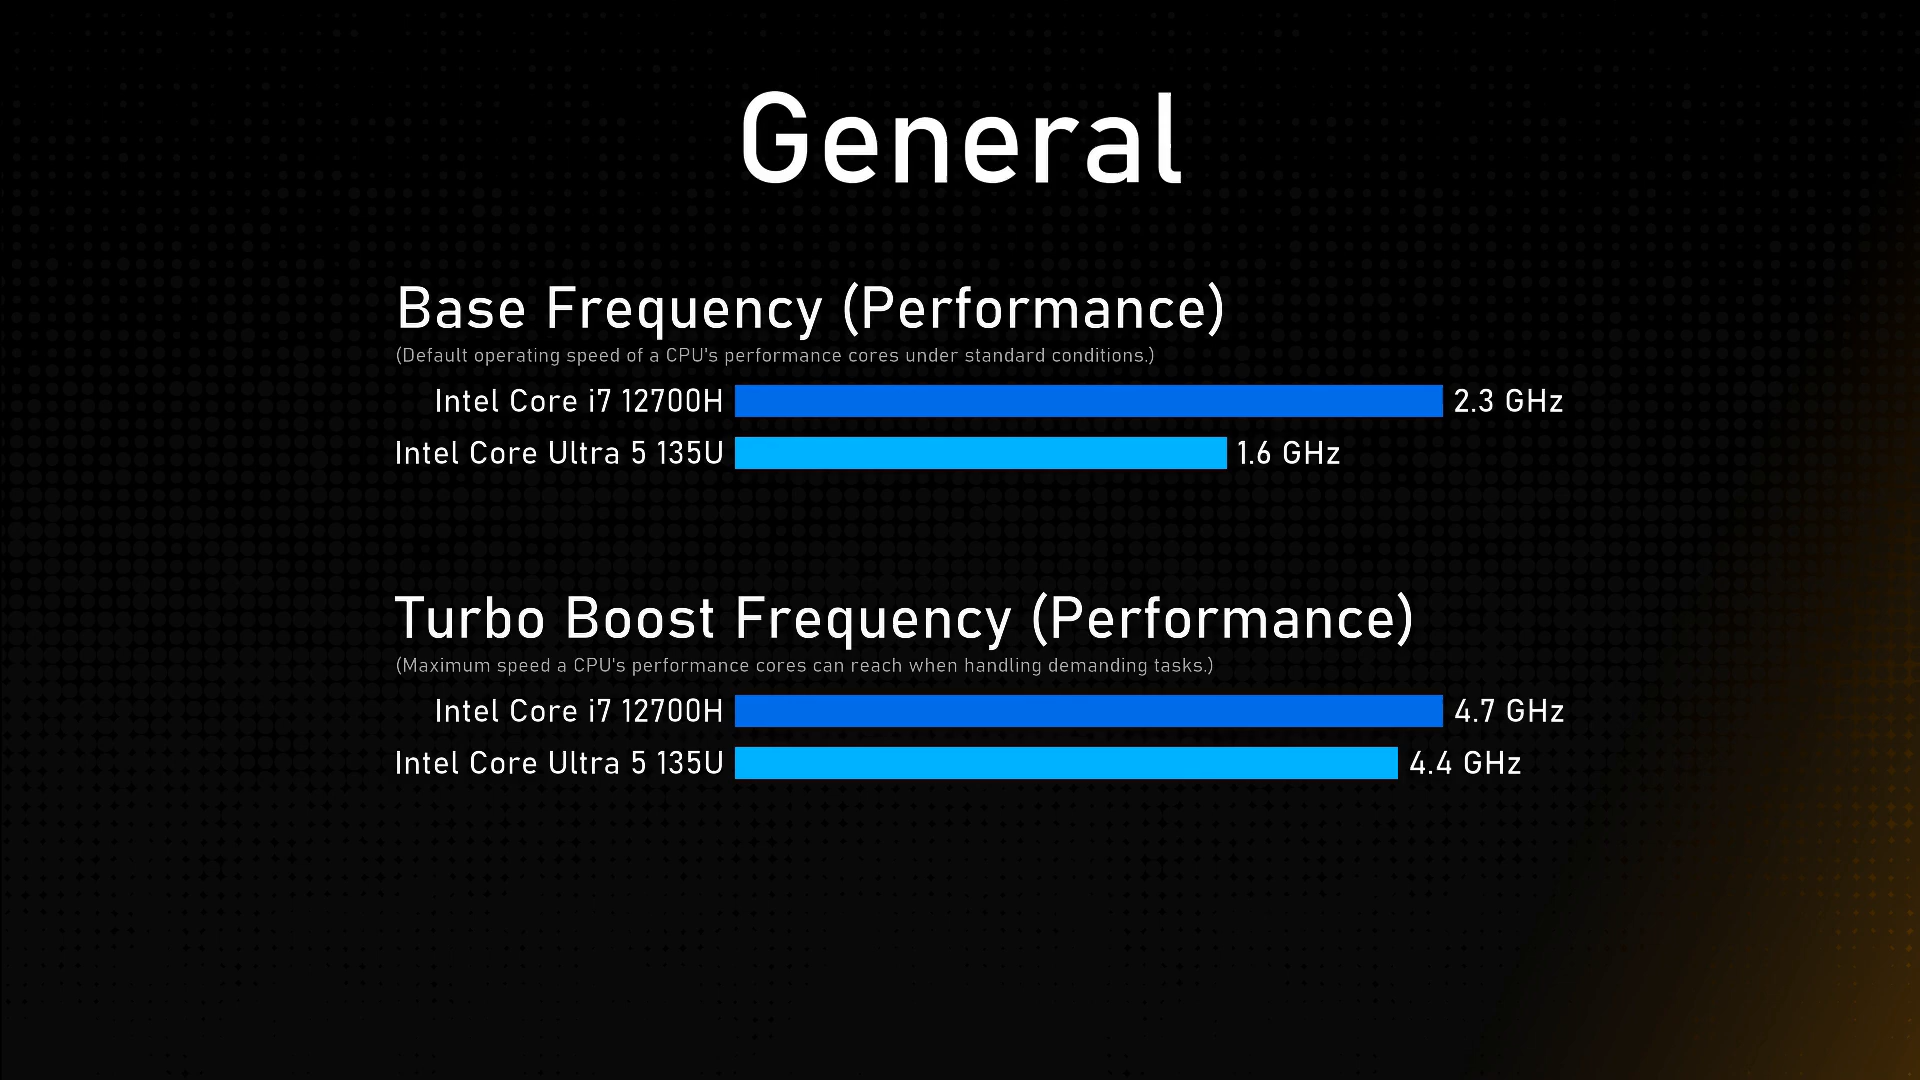 General
Base Frequency (Performance)
(Default operating speed of a CPU's performance cores under standard conditions.)
Intel Core i7 12700H 2.3 GHz
Intel Core Ultra 5 135U 1.6 GHz
Turbo Boost Frequency (Performance)
(Maximum speed a CPU's performance cores can reach when handling demanding tasks.)
Intel Core i7 12700H 4.7 GHz
Intel Core Ultra 5 135U 4.4 GHz